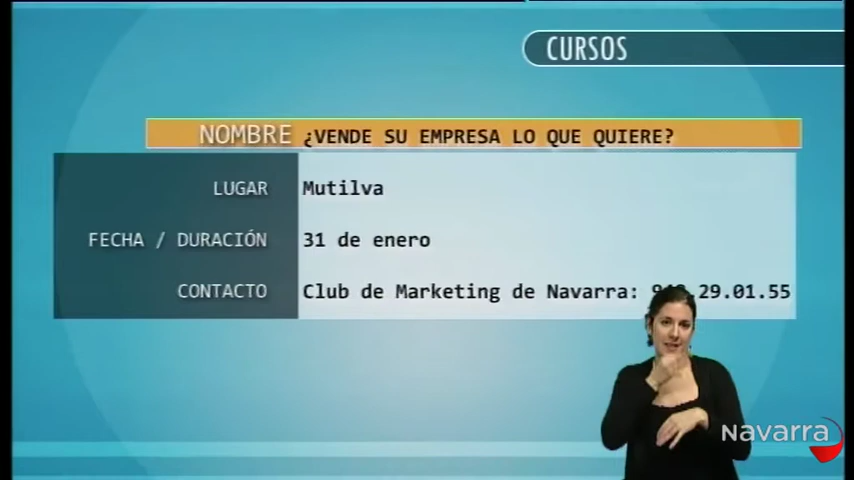 CURSOS
NOMBRE ¿VENDE SU EMPRESA LO QUE QUIERE?
LUGAR Mutilva
FECHA / DURACIÓN 31 de enero
CONTACTO Club de Marketing de Navarra: 29.01.55
Navarra